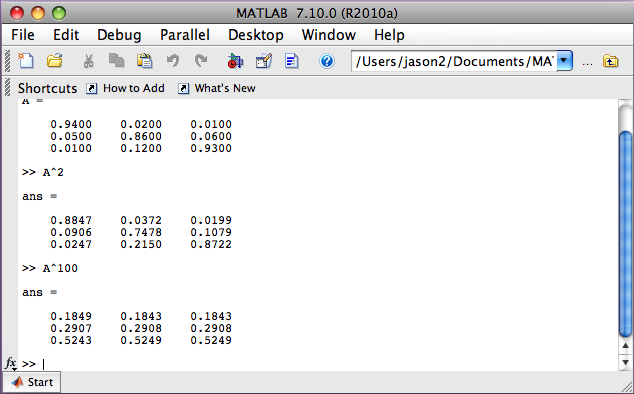 MATLAB 7.10.0 (R2010a)
File Edit Debug Parallel Desktop Window Help
/Users/jason2/Documents/MA ...
Shortcuts How to Add What's New
A =
0.9400 0.0200 0.0100
0.0500 0.8600 0.0600
0.0100 0.1200 0.9300
>> A^2
ans =
0.8847 0.0372 0.0199
0.0906 0.7478 0.1079
0.0247 0.2150 0.8722
>> A^100
ans =
0.1849 0.1843 0.1843
0.2907 0.2908 0.2908
0.5243 0.5249 0.5249
fx >>
Start